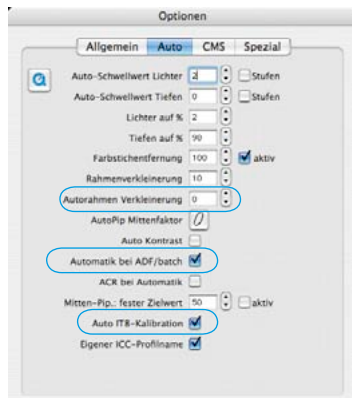 Optionen
Allgemein Auto CMS Spezial
Auto-Schwellwert Lichter 2 Stufen
Auto-Schwellwert Tiefen 0 Stufen
Lichter auf % 2
Tiefen auf % 90
Farbstichentfernung 100 aktiv
Rahmenverkleinerung 10
Autorahmen Verkleinerung 0
AutoPip Mittenfaktor 0
Auto Kontrast
Automatik bei ADF/batch
ACR bei Automatik
Mitten-Pip.: fester Zielwert 50 aktiv
Auto IT8-Kalibration
Eigener ICC-Profilname